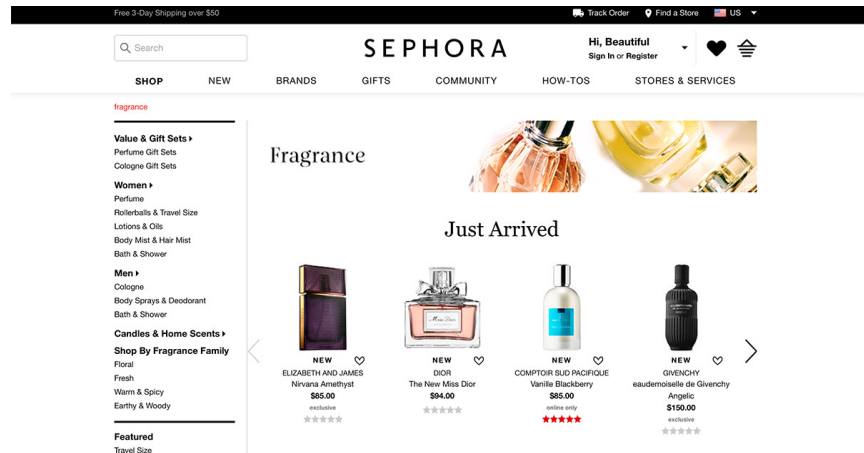 Free 3-Day Shipping over $50
Track Order
Find a Store
US
Search
SEPHORA
Hi, Beautiful
Sign In or Register
SHOP
NEW
BRANDS
GIFTS
COMMUNITY
HOW-TOS
STORES & SERVICES
fragrance
Value & Gift Sets
Perfume Gift Sets
Cologne Gift Sets
Women
Perfume
Rollerballs & Travel Size
Lotions & Oils
Body Mist & Hair Mist
Bath & Shower
Men
Cologne
Body Sprays & Deodorant
Bath & Shower
Candles & Home Scents
Shop By Fragrance Family
Floral
Fresh
Warm & Spicy
Earthy & Woody
Featured
Travel Size
Fragrance
Just Arrived
Miss Dior
NEW
ELIZABETH AND JAMES
Nirvana Amethyst
$85.00
exclusive
NEW
DIOR
The New Miss Dior
$94.00
NEW
COMPTOIR SUD PACIFIQUE
Vanille Blackberry
$85.00
online only
NEW
GIVENCHY
eaudemoiselle de Givenchy
Angelic
$150.00
exclusive